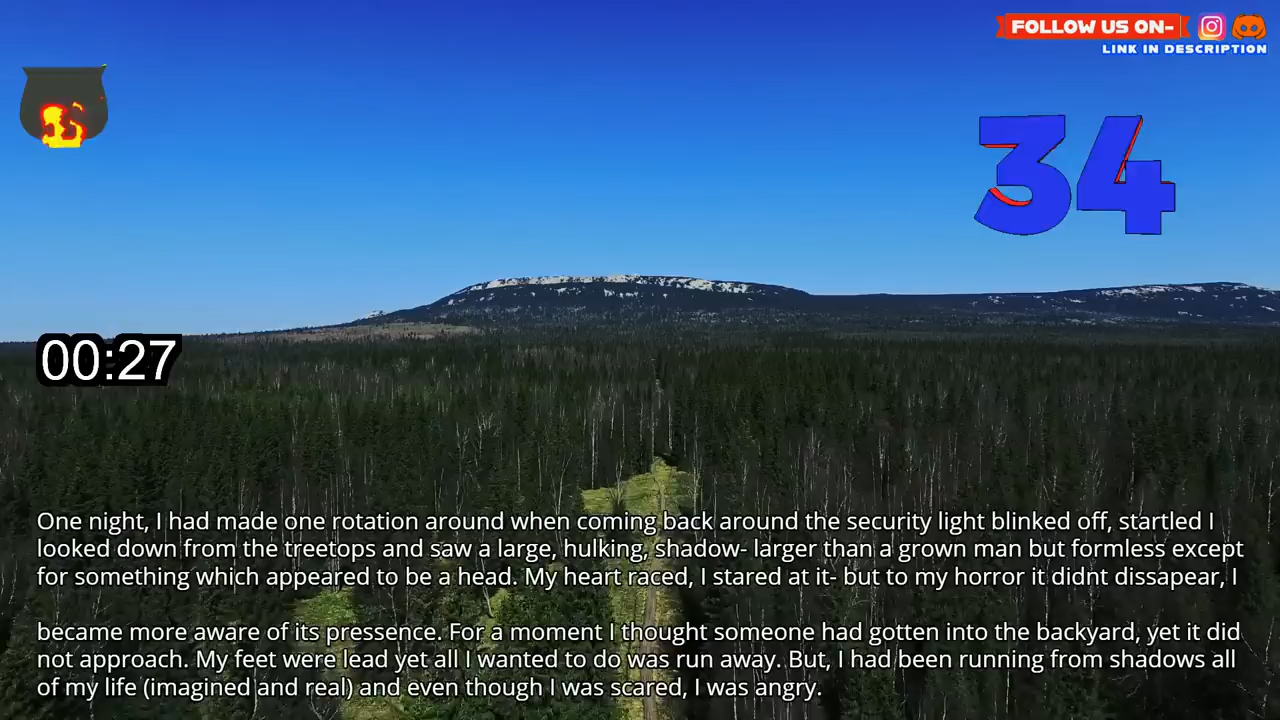 FOLLOW US ON-
LINK IN DESCRIPTION
34
00:27
One night, I had made one rotation around when coming back around the security light blinked off, startled I
looked down from the treetops and saw a large, hulking, shadow- larger than a grown man but formless except
for something which appeared to be a head. My heart raced, I stared at it- but to my horror it didnt dissapear, I
became more aware of its pressence. For a moment I thought someone had gotten into the backyard, yet it did
not approach. My feet were lead yet all I wanted to do was run away. But, I had been running from shadows all
of my life (imagined and real) and even though I was scared, I was angry.